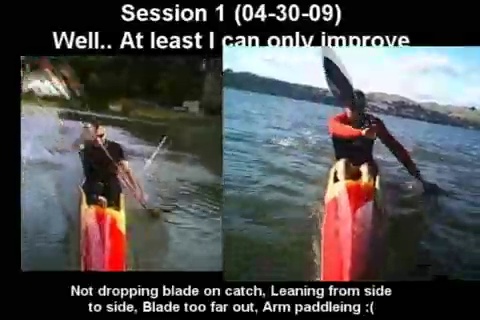 Session 1 (04-30-09)
Well.. At least I can only improve
Not dropping blade on catch, Leaning from side
to side, Blade too far out, Arm paddleing :(